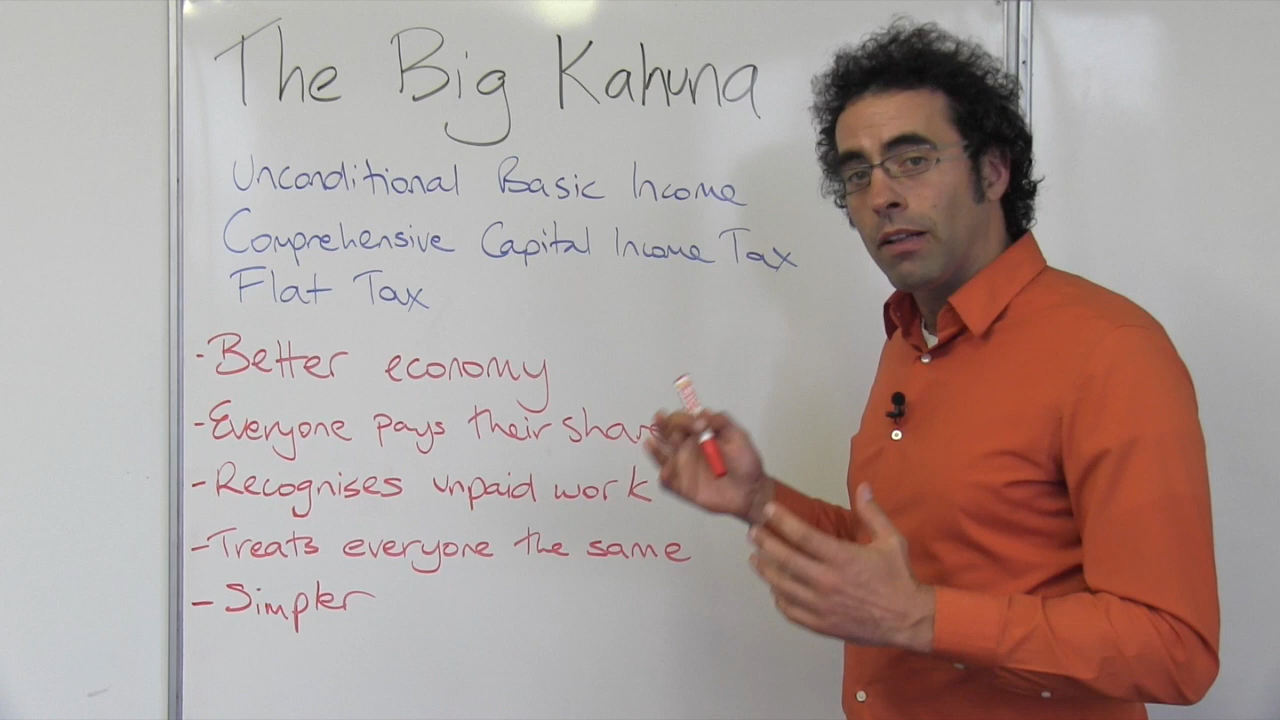 The Big Kahuna
Unconditional Basic Income
Comprehensive Capital Income Tax
Flat Tax
- Better economy
- Everyone pays their share
- Recognises unpaid work
- Treats everyone the same
- Simpler